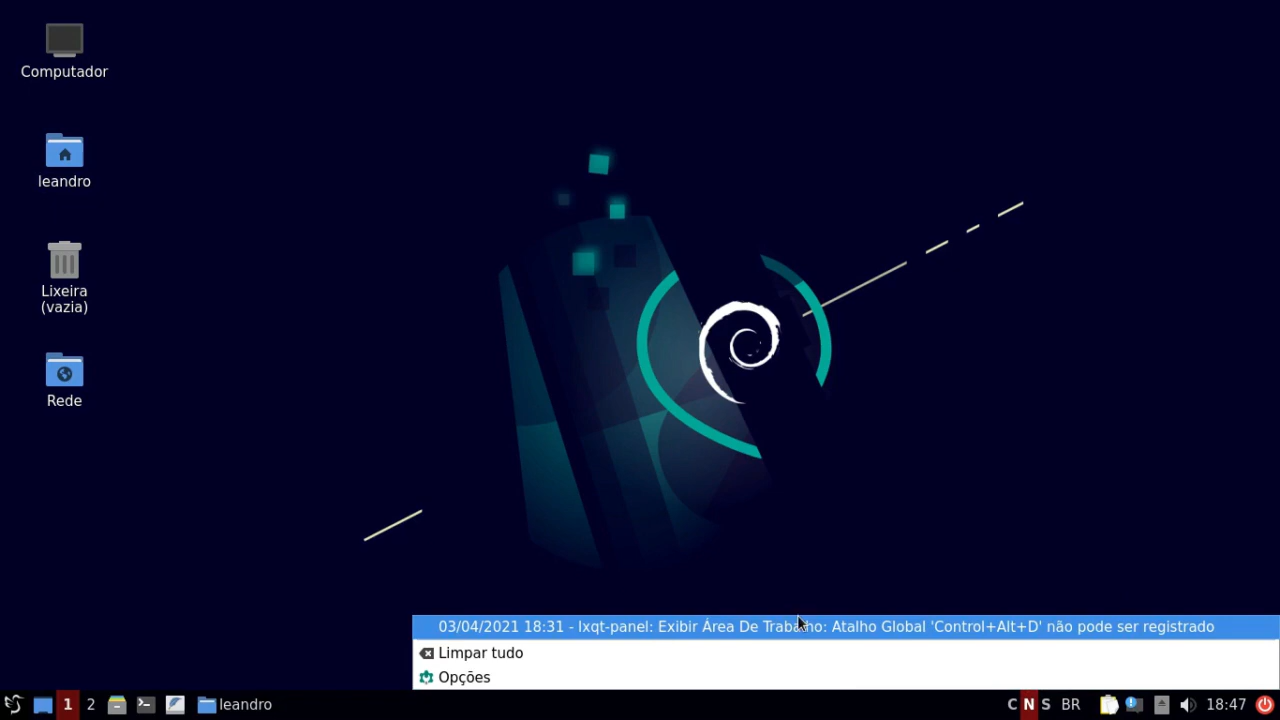 Computador
leandro
Lixeira
(vazia)
Rede
03/04/2021 18:31 - lxqt-panel: Exibir Área De Trabalho: Atalho Global 'Control+Alt+D' não pode ser registrado
Limpar tudo
Opções
1 2 leandro C N S BR 18:47